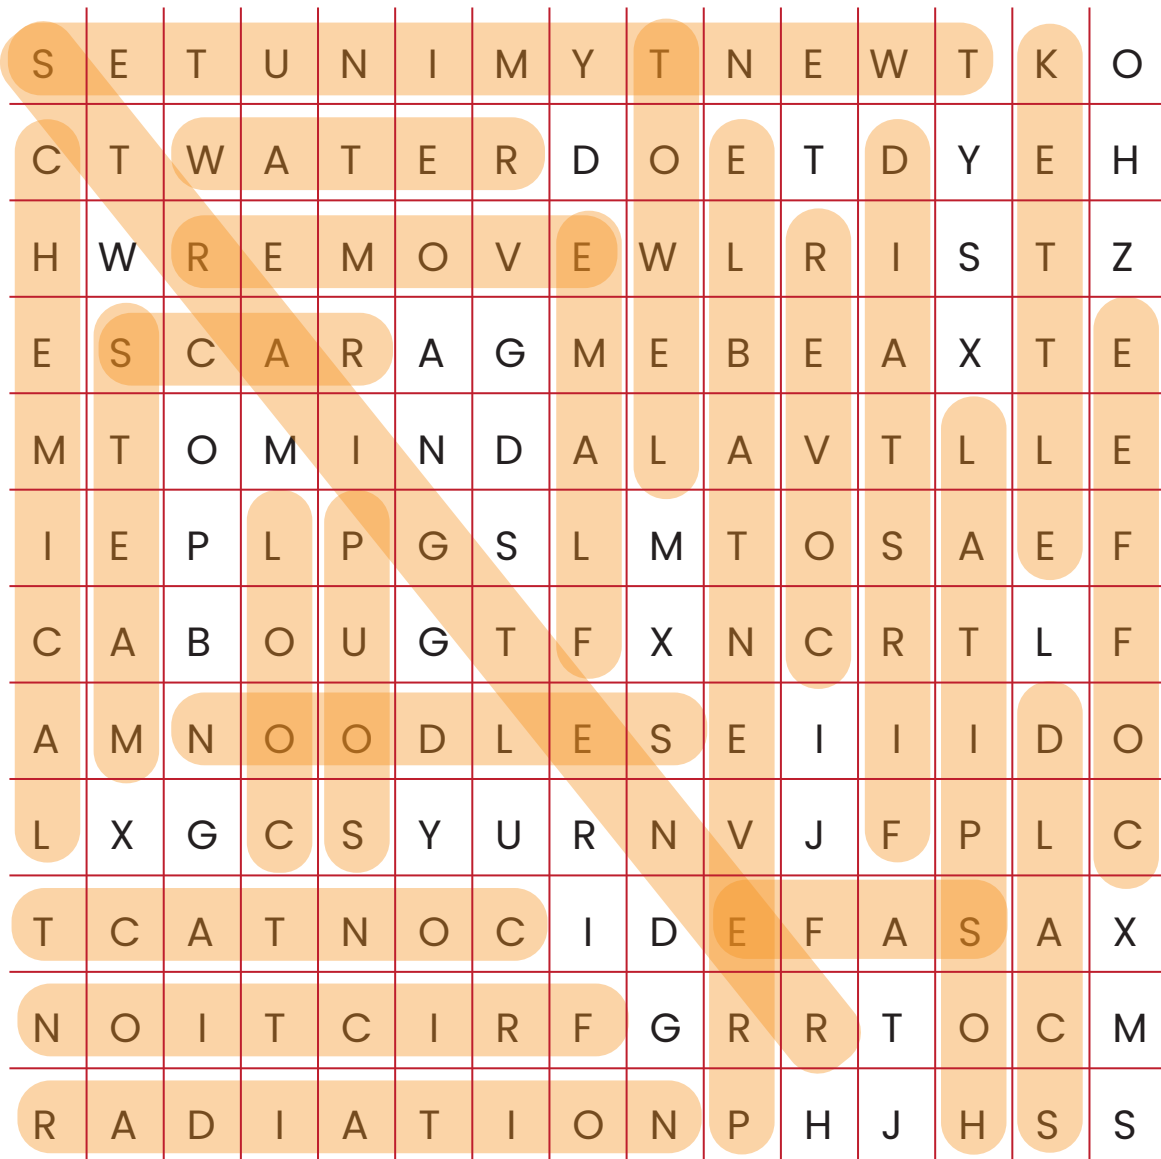 S E T U N I M Y T N E W T K O
C T W A T E R D O E T D Y E H
H W R E M O V E W L R I S T Z
E S C A R A G M E B E A X T E
M T O M I N D A L A V T L L E
I E P L P G S L M T O S A E F
C A B O U G T F X N C R T L F
A M N O O D L E S E I I I D O
L X G C S Y U R N V J F P L C
T C A T N O C I D E F A S A X
N O I T C I R F G R R T O C M
R A D I A T I O N P H J H S S